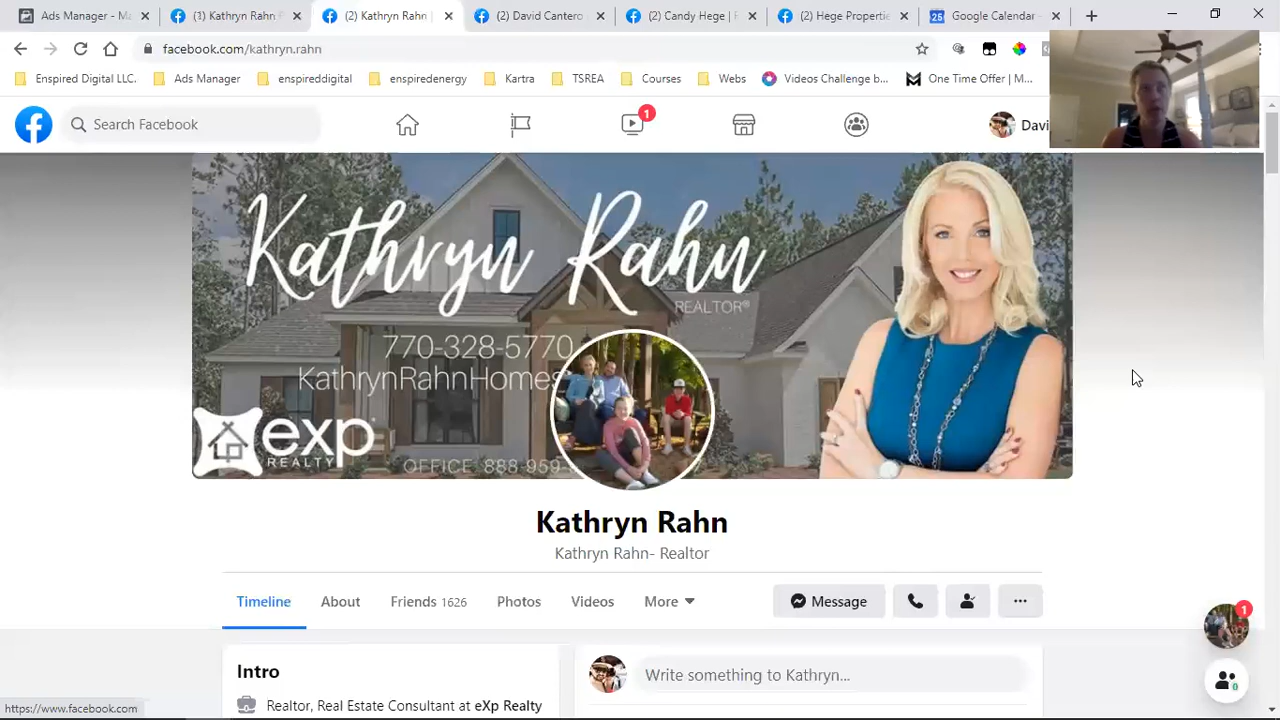 Ads Manager - Ma
(1) Kathryn Rahn
(2) Kathryn Rahn |
(2) David Cantero
(2) Candy Hege | R
(2) Hege Properti
Google Calendar -
facebook.com/kathryn.rahn
Enspired Digital LLC.
Ads Manager
enspireddigital
enspiredenergy
Kartra
TSREA
Courses
Webs
Videos Challenge b...
One Time Offer | M...
Search Facebook
1
Davi
Kathryn Rahn
REALTOR®
770-328-5770
KathrynRahnHomes
exp
REALTY
OFFICE: 888-959-
Kathryn Rahn
Kathryn Rahn- Realtor
Timeline
About
Friends 1626
Photos
Videos
More
Message
1
Intro
Write something to Kathryn...
Realtor, Real Estate Consultant at eXp Realty
0
https://www.facebook.com